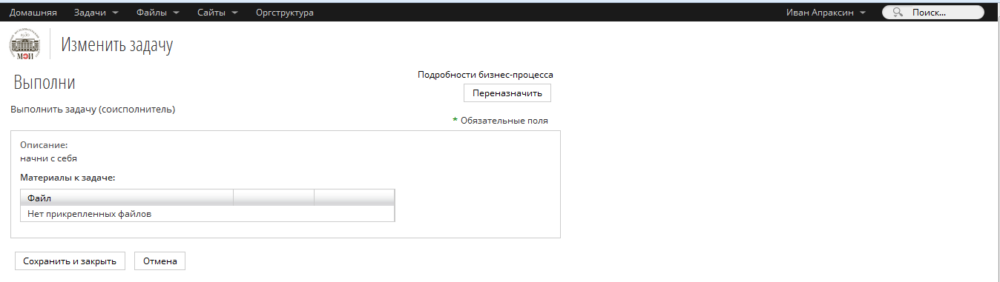 Домашняя Задачи Файлы Сайты Оргструктура Иван Апраксин Поиск...
МЭИ Изменить задачу
Выполни
Подробности бизнес-процесса
Переназначить
Выполнить задачу (соисполнитель)
* Обязательные поля
Описание:
начни с себя
Материалы к задаче:
Файл
Нет прикрепленных файлов
Сохранить и закрыть Отмена